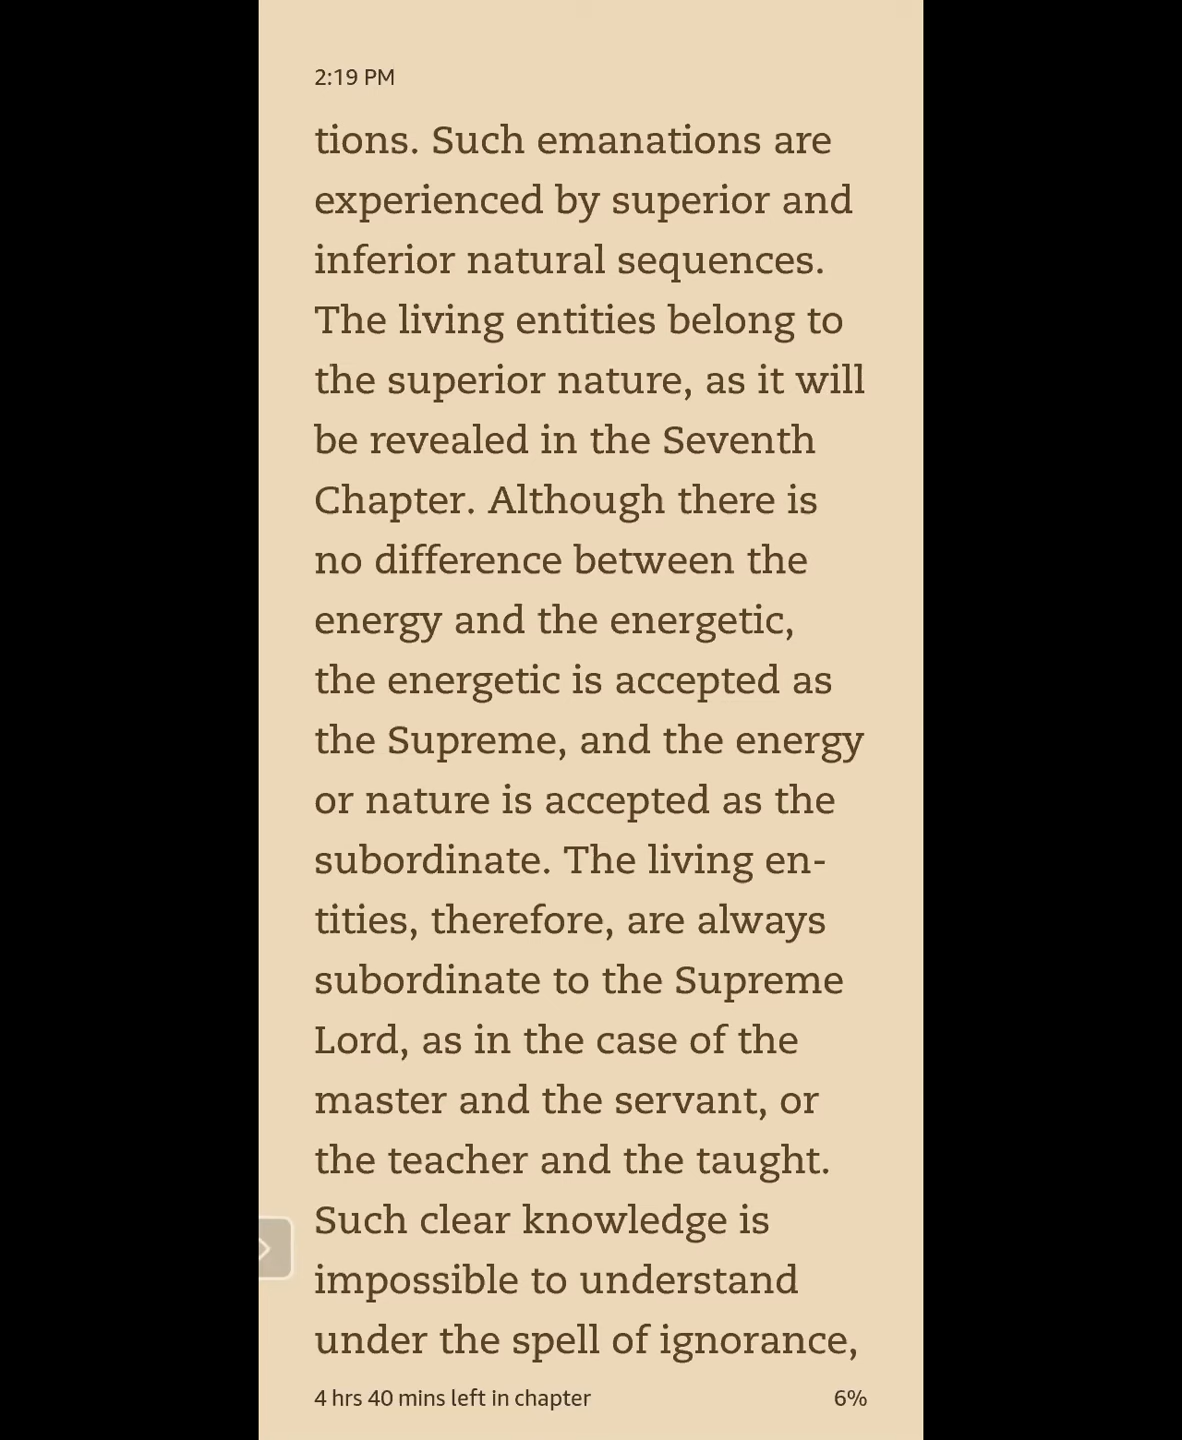 2:19 PM
tions. Such emanations are
experienced by superior and
inferior natural sequences.
The living entities belong to
the superior nature, as it will
be revealed in the Seventh
Chapter. Although there is
no difference between the
energy and the energetic,
the energetic is accepted as
the Supreme, and the energy
or nature is accepted as the
subordinate. The living en-
tities, therefore, are always
subordinate to the Supreme
Lord, as in the case of the
master and the servant, or
the teacher and the taught.
Such clear knowledge is
impossible to understand
under the spell of ignorance,
4 hrs 40 mins left in chapter 6%